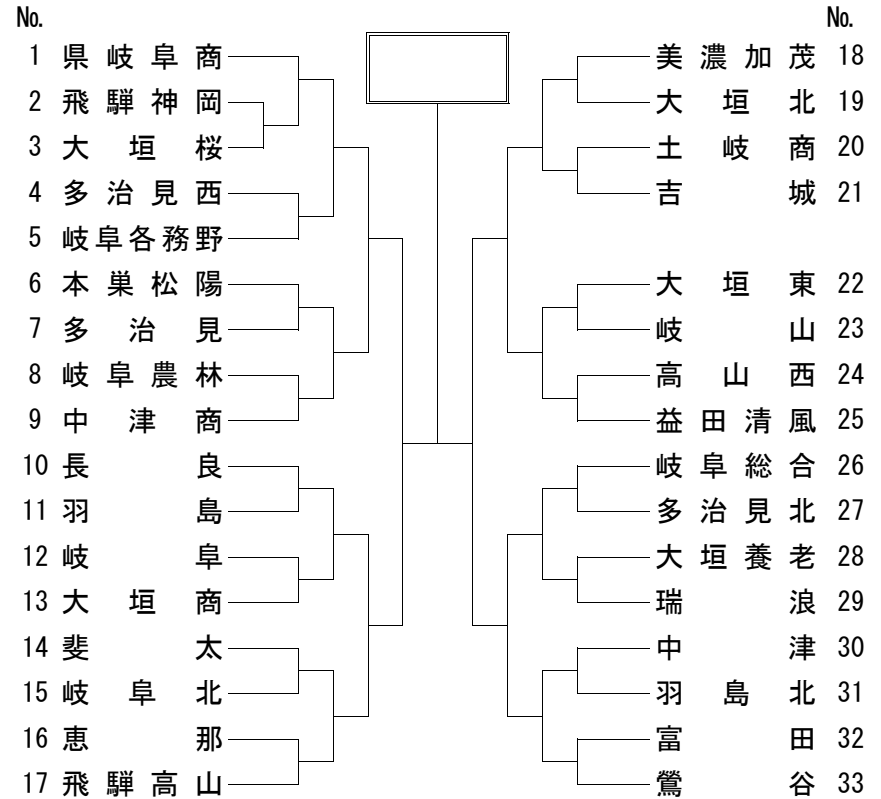 No.
1 県岐阜商
2 飛騨神岡
3 大垣桜
4 多治見西
5 岐阜各務野
6 本巣松陽
7 多治見
8 岐阜農林
9 中津商
10 長良
11 羽島
12 岐阜
13 大垣商
14 斐太
15 岐阜北
16 恵那
17 飛騨高山
No.
美濃加茂 18
大垣北 19
土岐商 20
吉城 21
大垣東 22
岐山 23
高山西 24
益田清風 25
岐阜総合 26
多治見北 27
大垣養老 28
瑞浪 29
中津 30
羽島北 31
富田 32
鶯谷 33